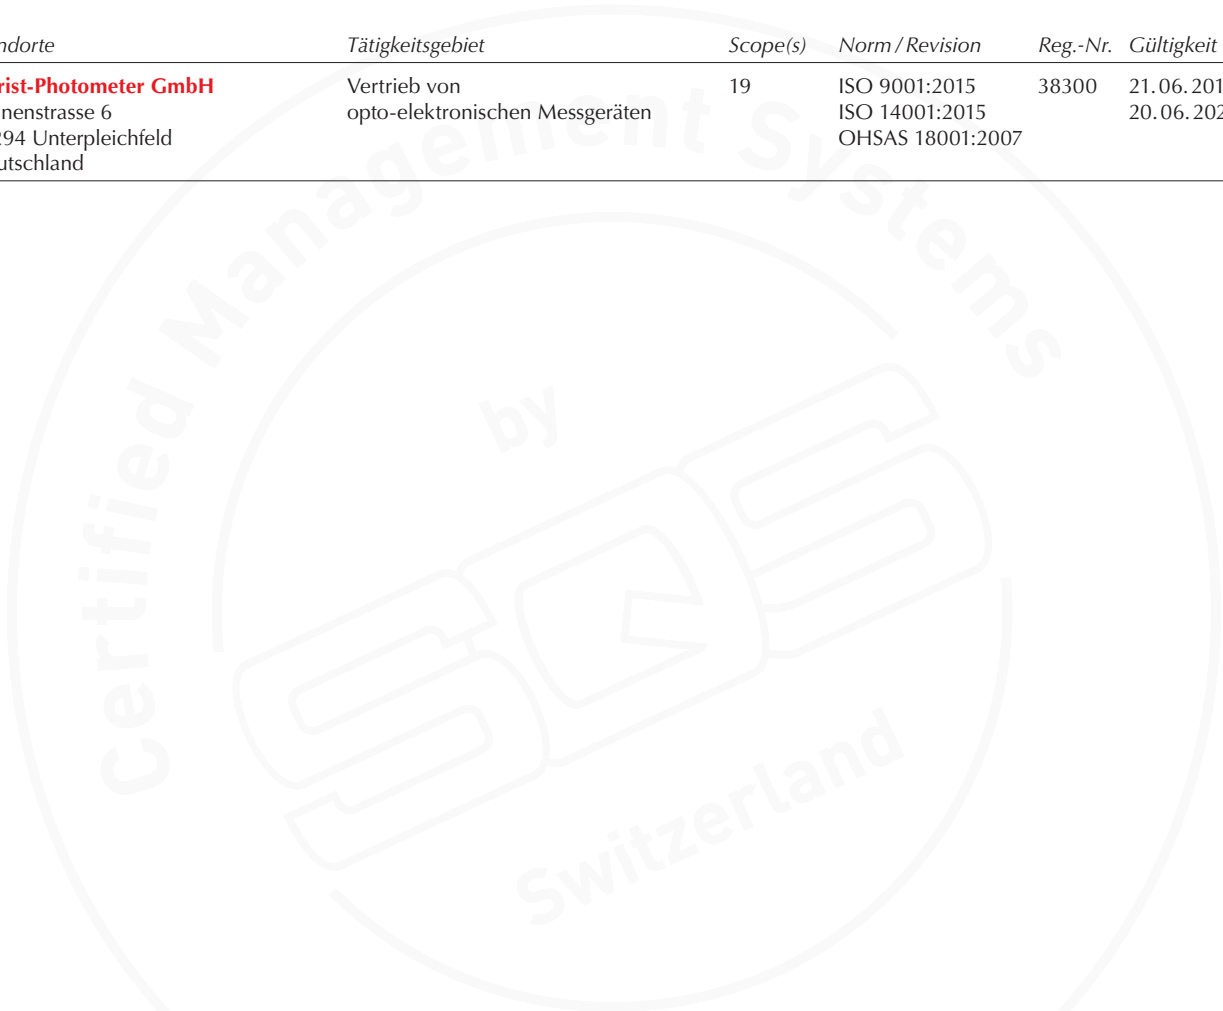 ndorte Tätigkeitsgebiet Scope(s) Norm / Revision Reg.-Nr. Gültigkeit
rist-Photometer GmbH Vertrieb von 19 ISO 9001:2015 38300 21.06.201
nenstrasse 6 opto-elektronischen Messgeräten ISO 14001:2015 20.06.202
294 Unterpleichfeld OHSAS 18001:2007
utschland
Certified Management Systems
by
SQS
Switzerland